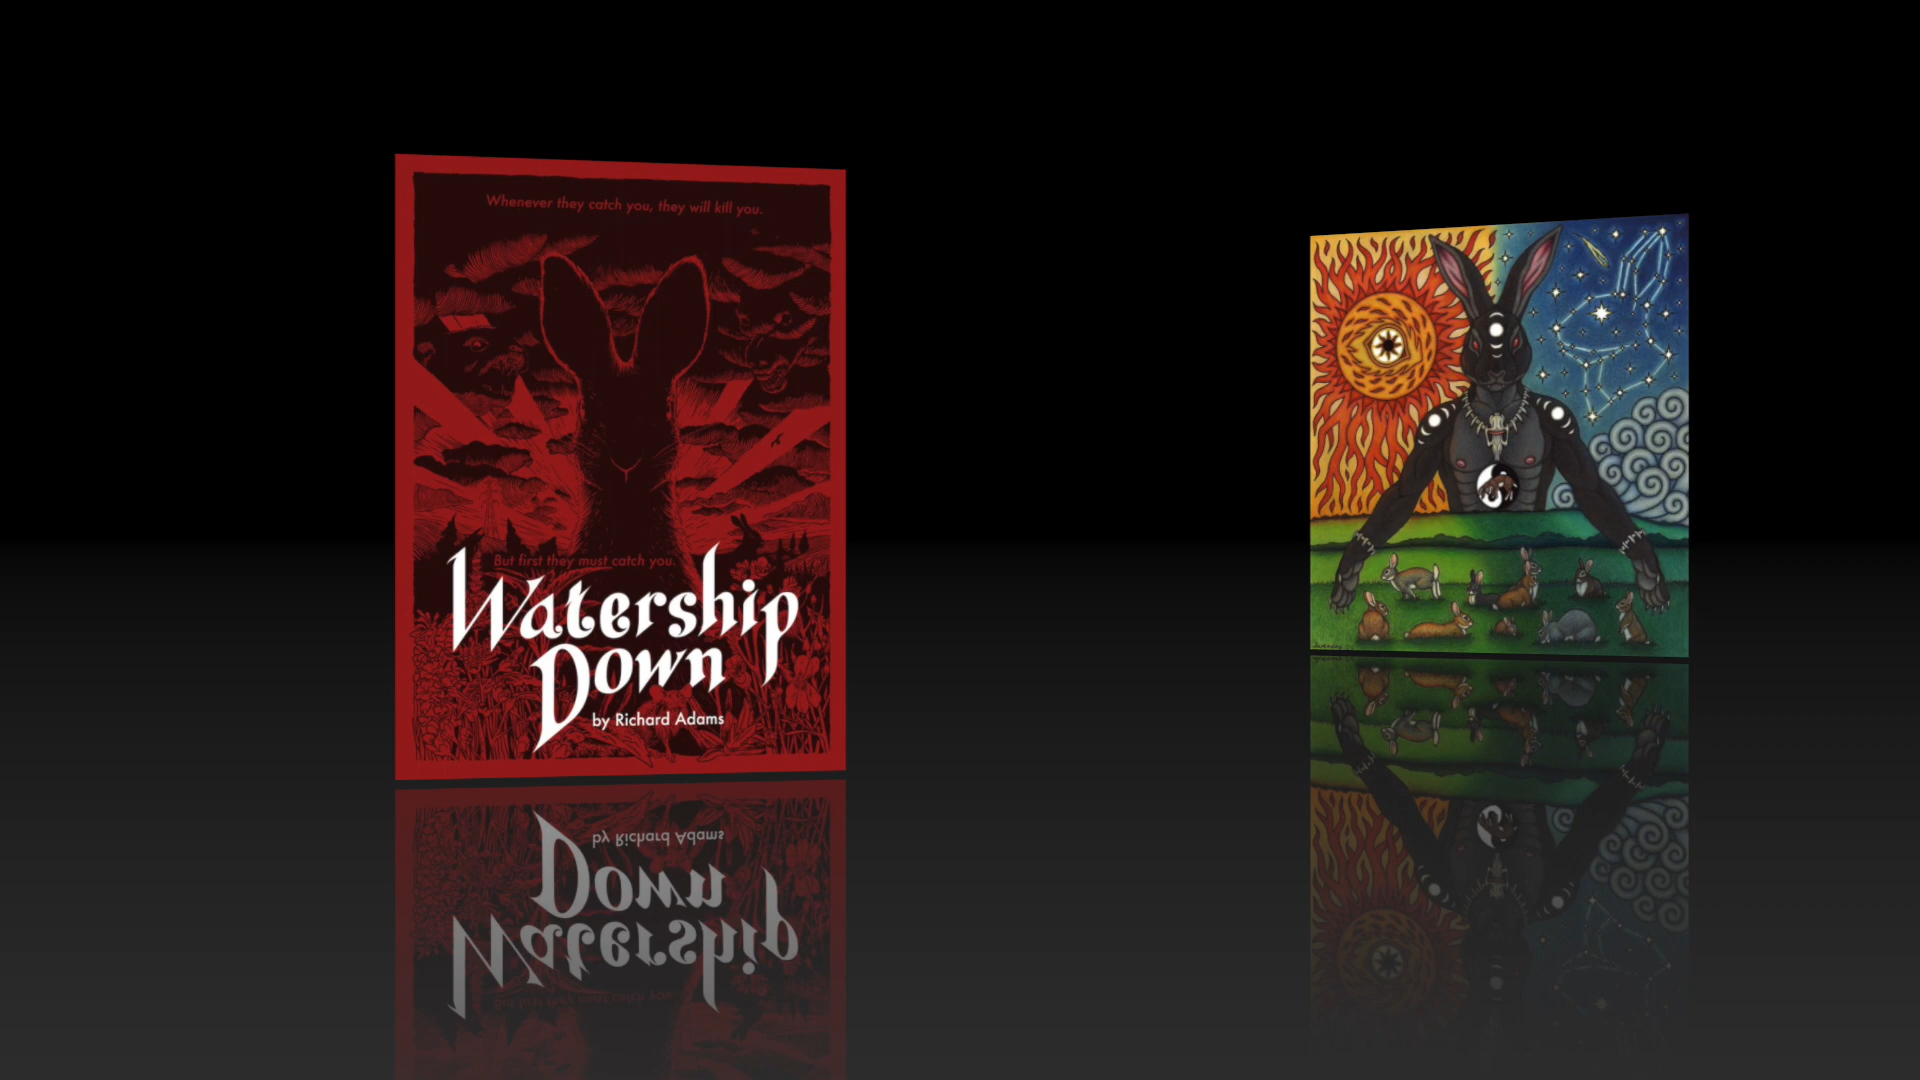 Whenever they catch you, they will kill you.
But first they must catch you.
Watership
Down
by Richard Adams